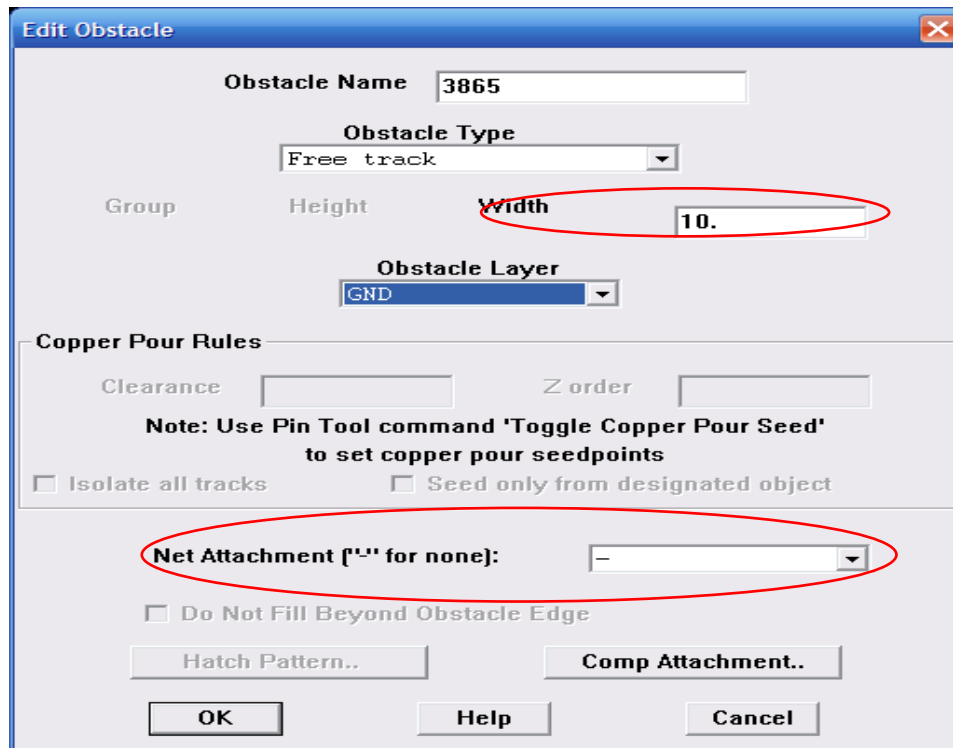 Edit Obstacle
Obstacle Name 3865
Obstacle Type
Free track
Group Height Width 10.
Obstacle Layer
GND
Copper Pour Rules
Clearance Z order
Note: Use Pin Tool command 'Toggle Copper Pour Seed'
to set copper pour seedpoints
Isolate all tracks Seed only from designated object
Net Attachment ("-" for none): -
Do Not Fill Beyond Obstacle Edge
Hatch Pattern.. Comp Attachment..
OK Help Cancel